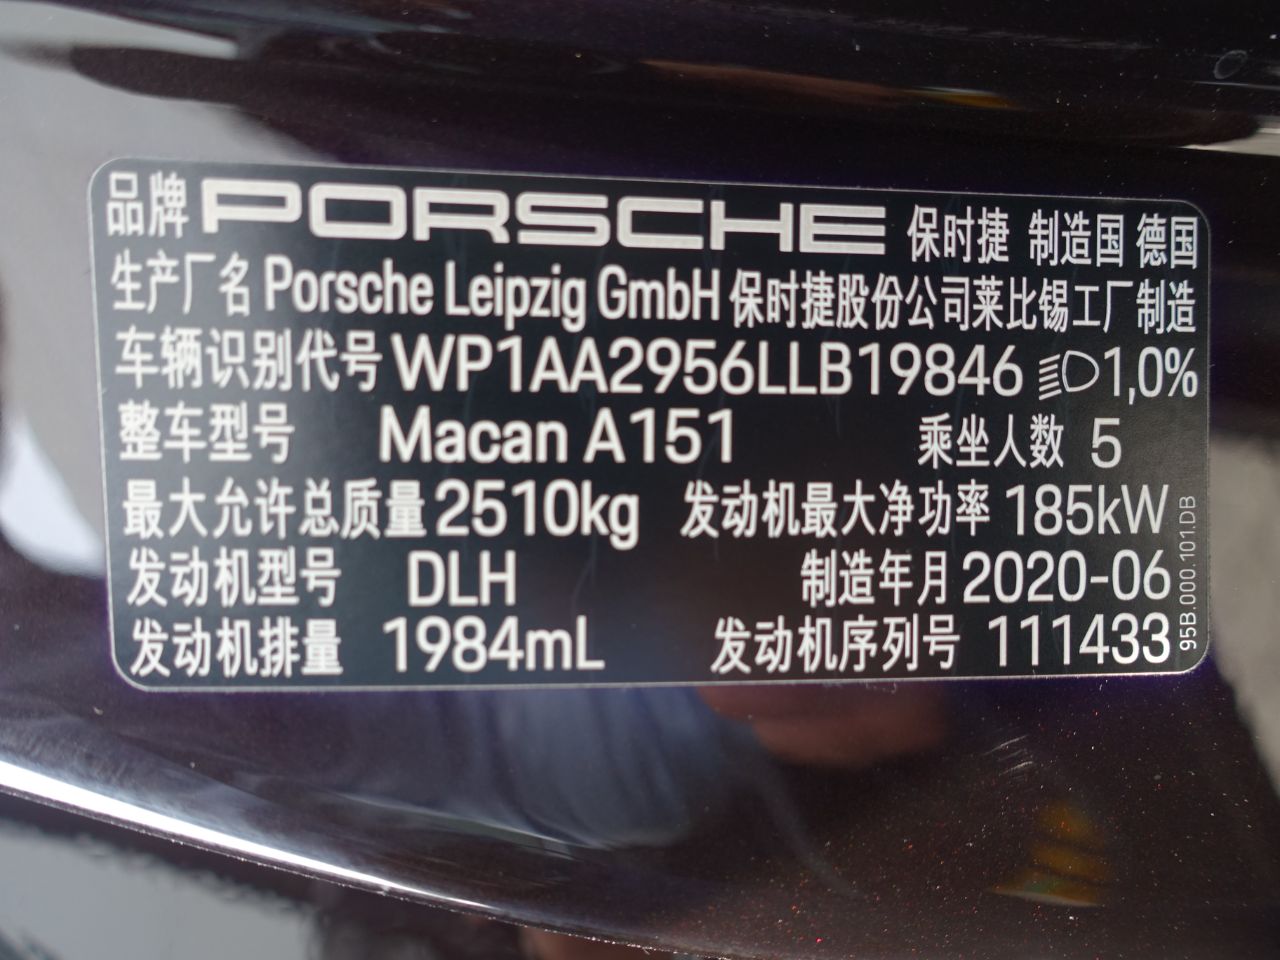 品牌 PORSCHE 保时捷 制造国 德国
生产厂名 Porsche Leipzig GmbH 保时捷股份公司莱比锡工厂制造
车辆识别代号 WP1AA2956LLB19846 1,0%
整车型号 Macan A151 乘坐人数 5
最大允许总质量 2510kg 发动机最大净功率 185kW
发动机型号 DLH 制造年月 2020-06
发动机排量 1984mL 发动机序列号 111433
95B.000.101.DB